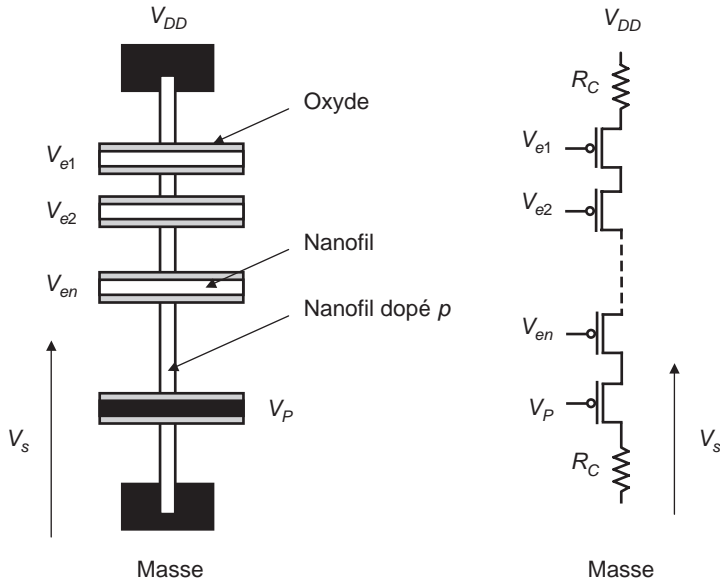 V_DD
Oxyde
V_e1
V_e2
Nanofil
V_en
Nanofil dopé p
V_P
V_s
Masse
V_DD
R_C
V_e1
V_e2
V_en
V_P
V_s
R_C
Masse